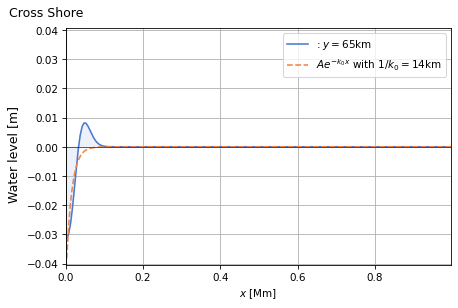 Cross Shore
0.04
0.03
0.02
0.01
0.00
−0.01
−0.02
−0.03
−0.04
Water level [m]
: y = 65km
Ae^{−k_0x} with 1/k_0 = 14km
0.0 0.2 0.4 0.6 0.8
x [Mm]